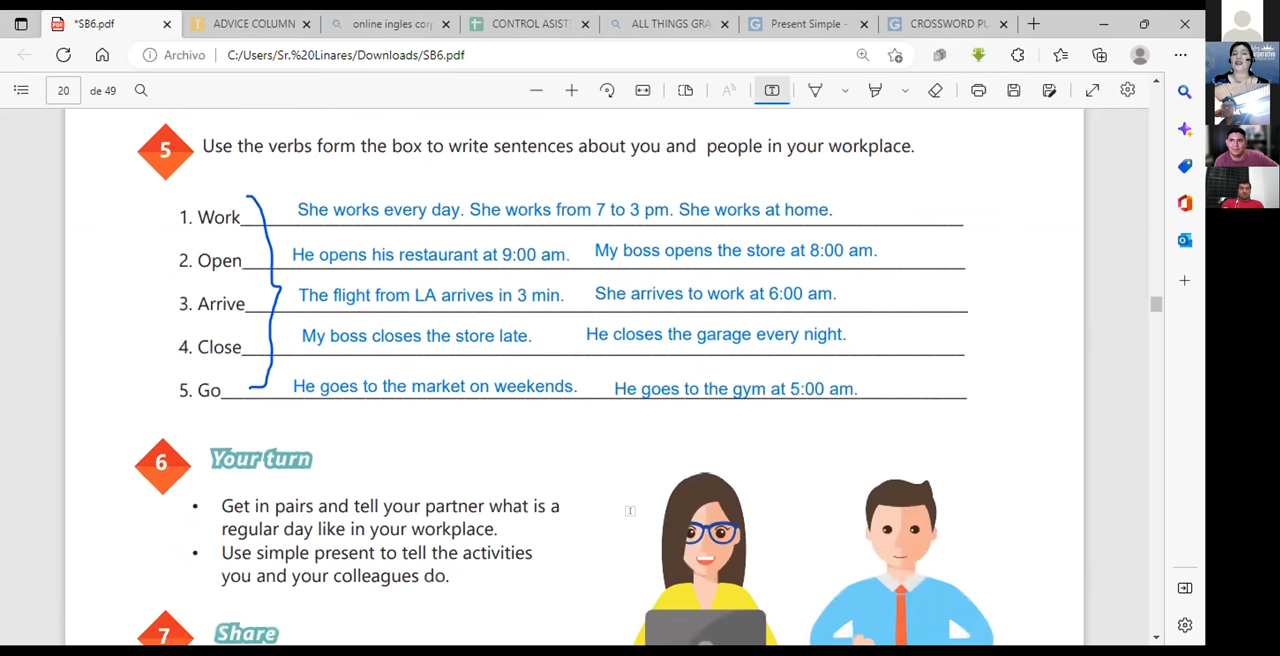 *SB6.pdf
ADVICE COLUMN
online ingles cor
CONTROL ASIST
ALL THINGS GRA
Present Simple -
CROSSWORD PU
Archivo
C:/Users/Sr.%20Linares/Downloads/SB6.pdf
20 de 49
5 Use the verbs form the box to write sentences about you and people in your workplace.
1. Work She works every day. She works from 7 to 3 pm. She works at home.
2. Open He opens his restaurant at 9:00 am. My boss opens the store at 8:00 am.
3. Arrive The flight from LA arrives in 3 min. She arrives to work at 6:00 am.
4. Close My boss closes the store late. He closes the garage every night.
5. Go He goes to the market on weekends. He goes to the gym at 5:00 am.
6 Your turn
• Get in pairs and tell your partner what is a
regular day like in your workplace.
• Use simple present to tell the activities
you and your colleagues do.
7 Share